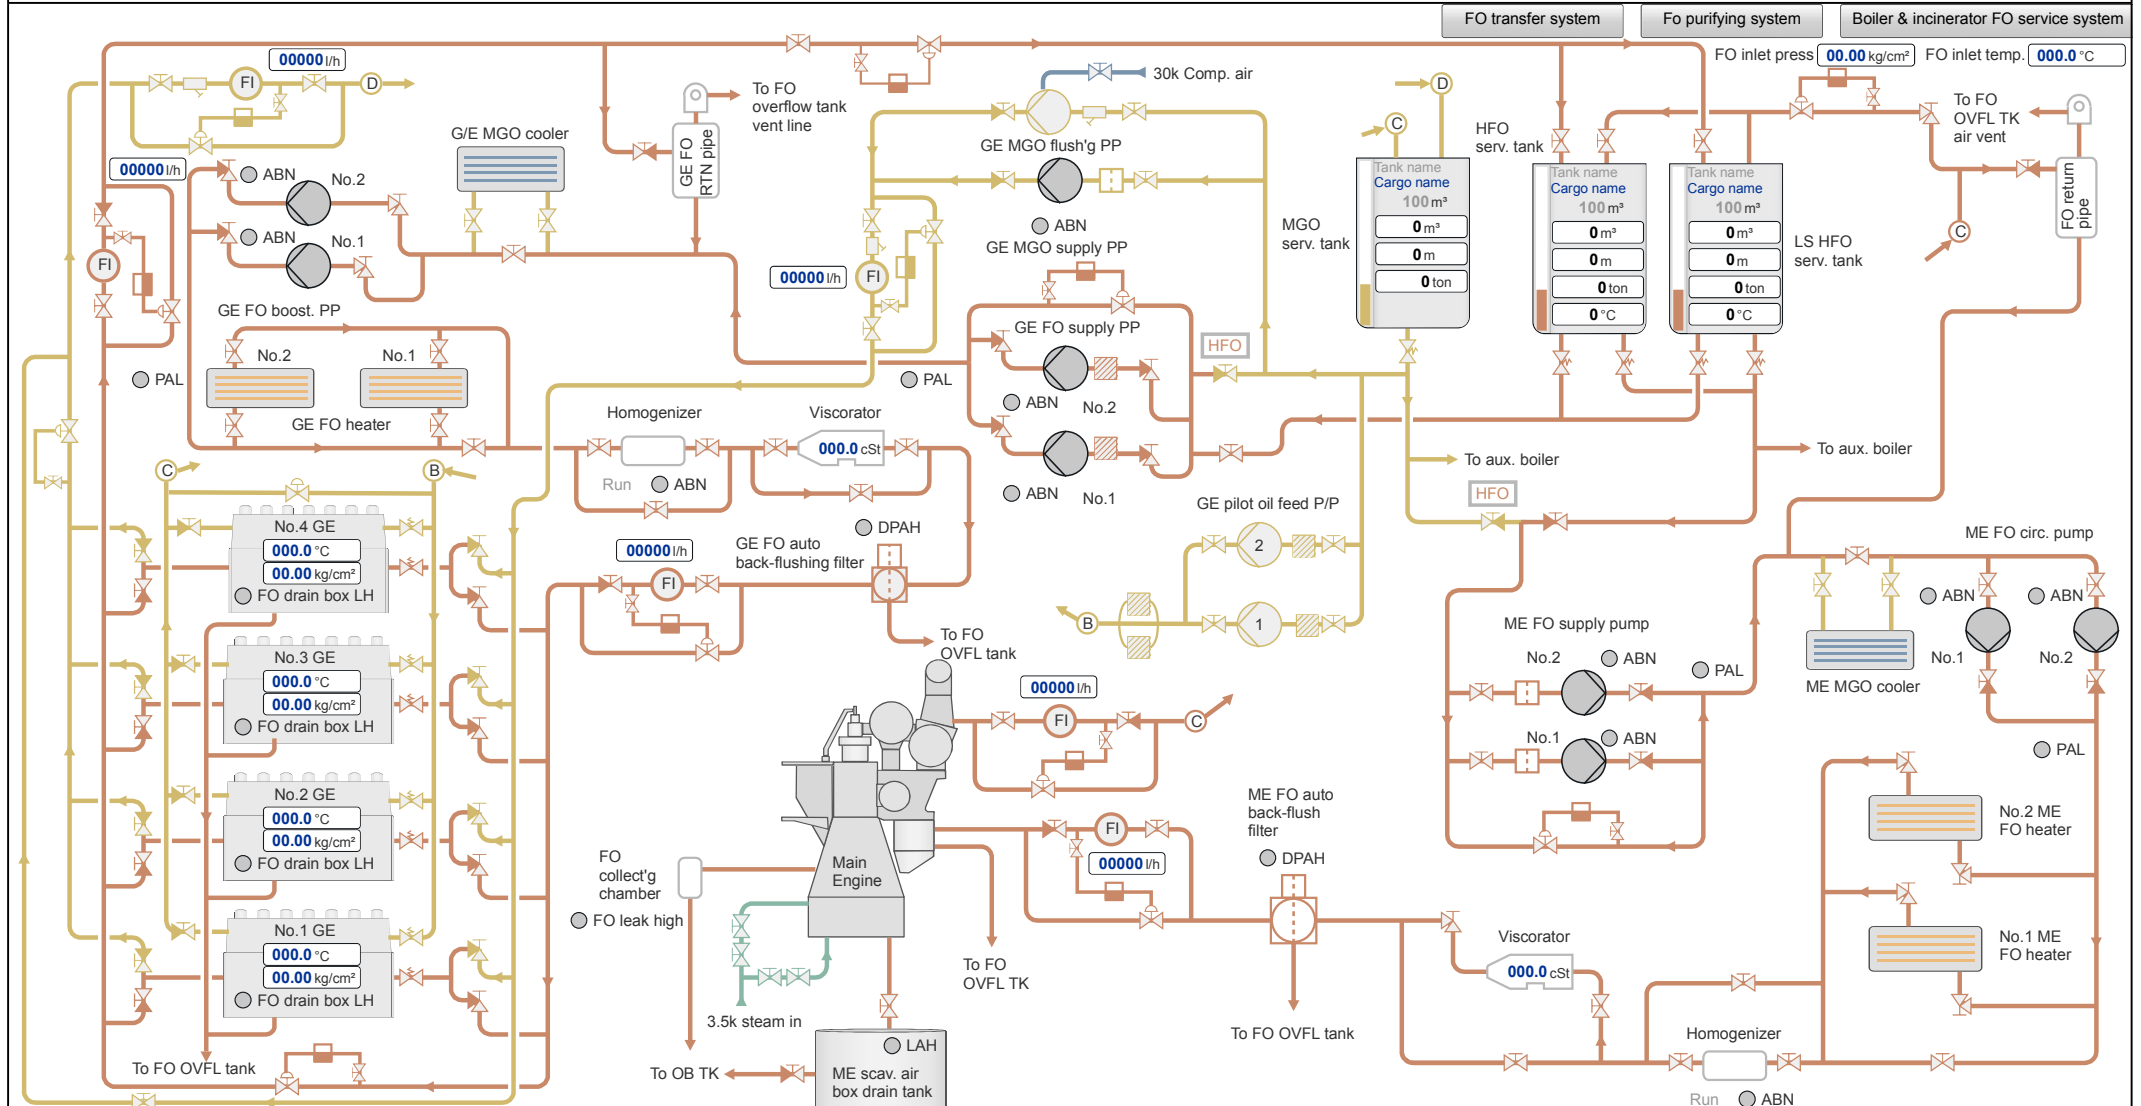 FO transfer system
Fo purifying system
Boiler & incinerator FO service system
00000 l/h
FI
D
30k Comp. air
To FO
overflow tank
vent line
D
C
FO inlet press
00.00 kg/cm²
FO inlet temp.
000.0 °C
To FO
OVFL TK
air vent
HFO
serv. tank
G/E MGO cooler
GE FO
RTN pipe
GE MGO flush'g PP
00000 l/h
ABN
No.2
ABN
No.1
FI
GE FO boost. PP
ABN
GE MGO supply PP
00000 l/h
FI
MGO
serv. tank
Tank name
Cargo name
100 m³
0 m³
0 m
0 ton
Tank name
Cargo name
100 m³
0 m³
0 m
0 ton
0 °C
Tank name
Cargo name
100 m³
0 m³
0 m
0 ton
0 °C
LS HFO
serv. tank
C
FO return
pipe
No.2
No.1
PAL
GE FO heater
GE FO supply PP
PAL
ABN
No.2
ABN
No.1
HFO
Homogenizer
Viscorator
000.0 cSt
Run
ABN
To aux. boiler
To aux. boiler
HFO
C
B
No.4 GE
000.0 °C
00.00 kg/cm²
FO drain box LH
No.3 GE
000.0 °C
00.00 kg/cm²
FO drain box LH
No.2 GE
000.0 °C
00.00 kg/cm²
FO drain box LH
No.1 GE
000.0 °C
00.00 kg/cm²
FO drain box LH
To FO OVFL tank
DPAH
GE FO auto
back-flushing filter
00000 l/h
FI
To FO
OVFL tank
GE pilot oil feed P/P
2
1
B
ME FO circ. pump
ABN
No.1
ABN
No.2
ME MGO cooler
PAL
ME FO supply pump
No.2
ABN
No.1
ABN
PAL
00000 l/h
FI
C
FI
00000 l/h
ME FO auto
back-flush
filter
DPAH
Main
Engine
FO
collect'g
chamber
FO leak high
To FO
OVFL TK
3.5k steam in
To OB TK
LAH
ME scav. air
box drain tank
To FO OVFL tank
Viscorator
000.0 cSt
No.2 ME
FO heater
No.1 ME
FO heater
Homogenizer
Run
ABN